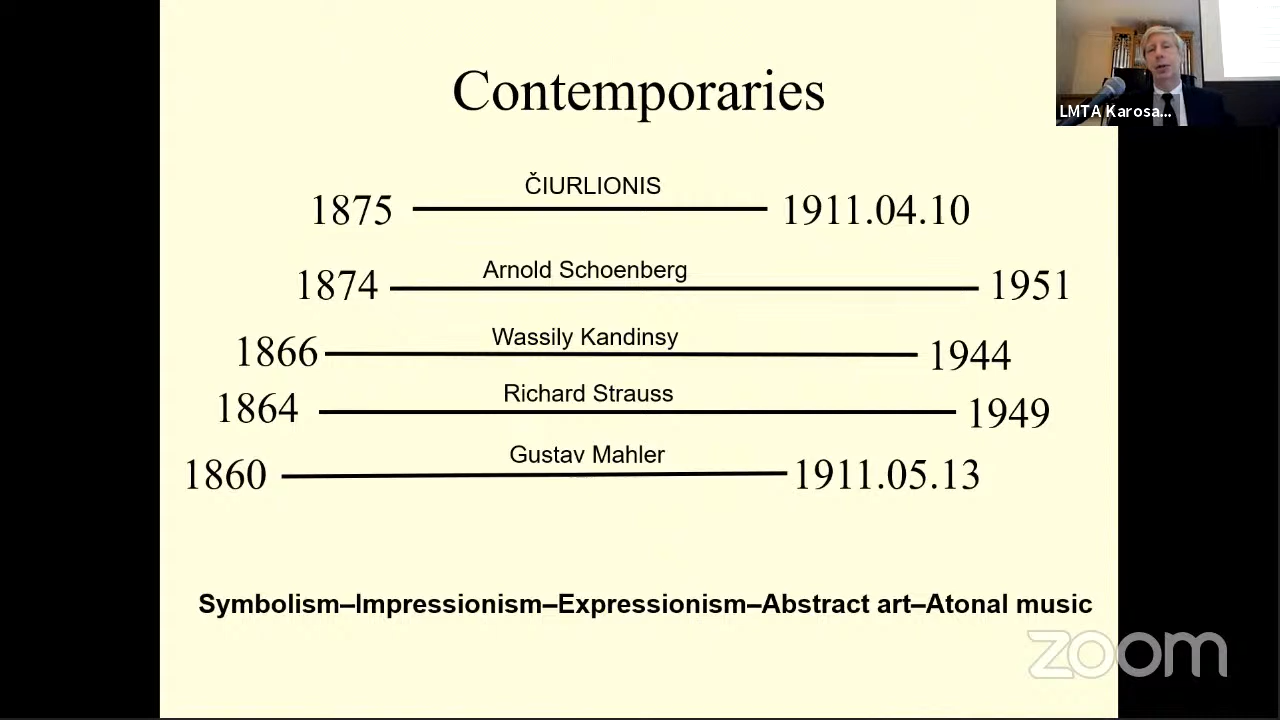 Contemporaries
LMTA Karosa...
ČIURLIONIS
1875 1911.04.10
Arnold Schoenberg
1874 1951
Wassily Kandinsy
1866 1944
Richard Strauss
1864 1949
Gustav Mahler
1860 1911.05.13
Symbolism–Impressionism–Expressionism–Abstract art–Atonal music
zoom